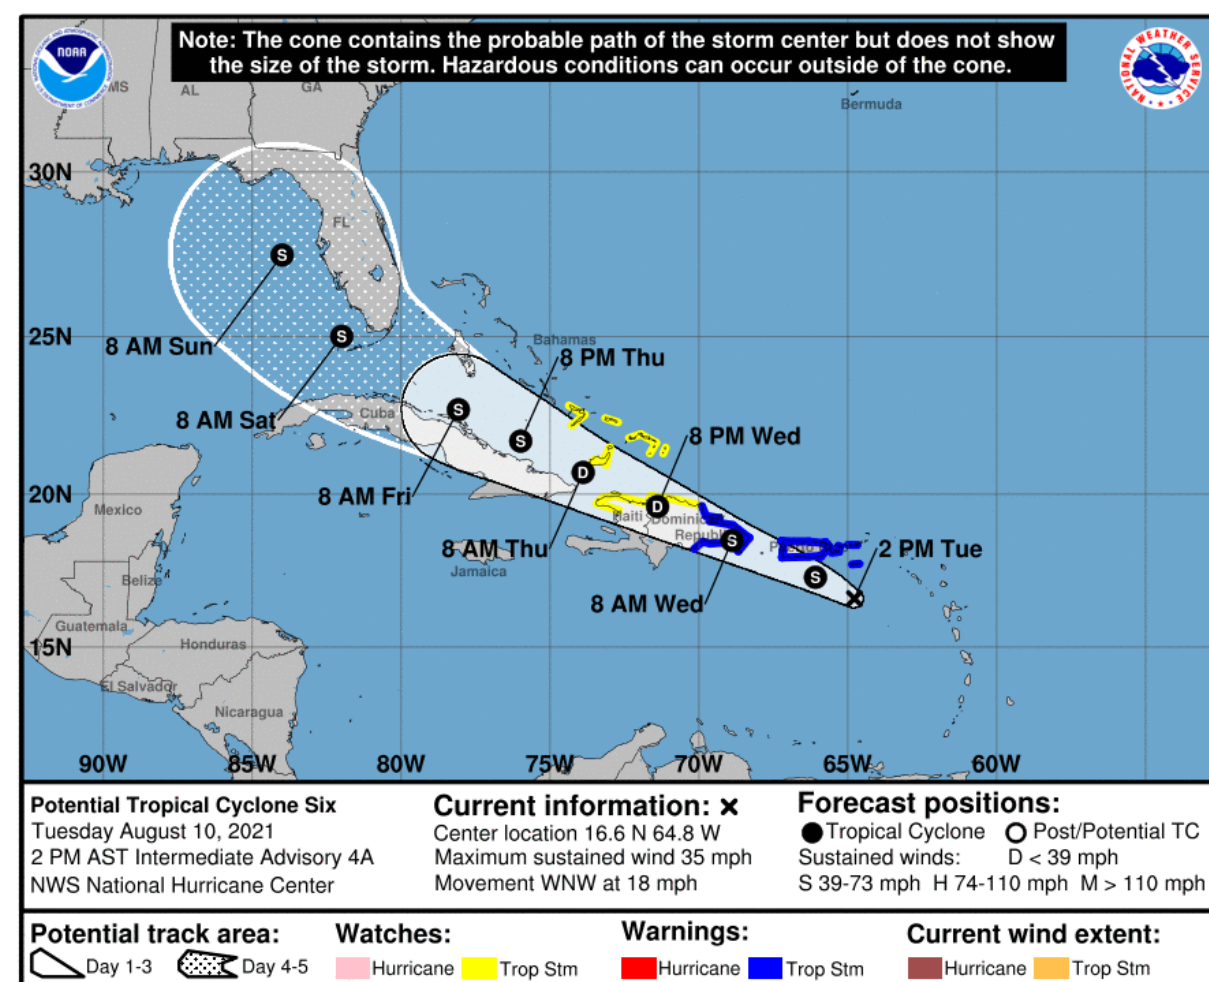 Note: The cone contains the probable path of the storm center but does not show
the size of the storm. Hazardous conditions can occur outside of the cone.
NOAA
NATIONAL WEATHER SERVICE
MS
AL
GA
Bermuda
30N
FL
25N
8 AM Sun
Bahamas
8 PM Thu
8 AM Sat
Cuba
8 PM Wed
20N
8 AM Fri
Mexico
Haiti
Dominican
Republic
8 AM Thu
2 PM Tue
Jamaica
Belize
8 AM Wed
Guatemala
15N
Honduras
El Salvador
Nicaragua
S
S
S
S
D
D
S
S
90W 85W 80W 75W 70W 65W 60W
Potential Tropical Cyclone Six
Tuesday August 10, 2021
2 PM AST Intermediate Advisory 4A
NWS National Hurricane Center
Current information: ×
Center location 16.6 N 64.8 W
Maximum sustained wind 35 mph
Movement WNW at 18 mph
Forecast positions:
Tropical Cyclone Post/Potential TC
Sustained winds: D < 39 mph
S 39-73 mph H 74-110 mph M > 110 mph
Potential track area:
Day 1-3 Day 4-5
Watches:
Hurricane Trop Stm
Warnings:
Hurricane Trop Stm
Current wind extent:
Hurricane Trop Stm